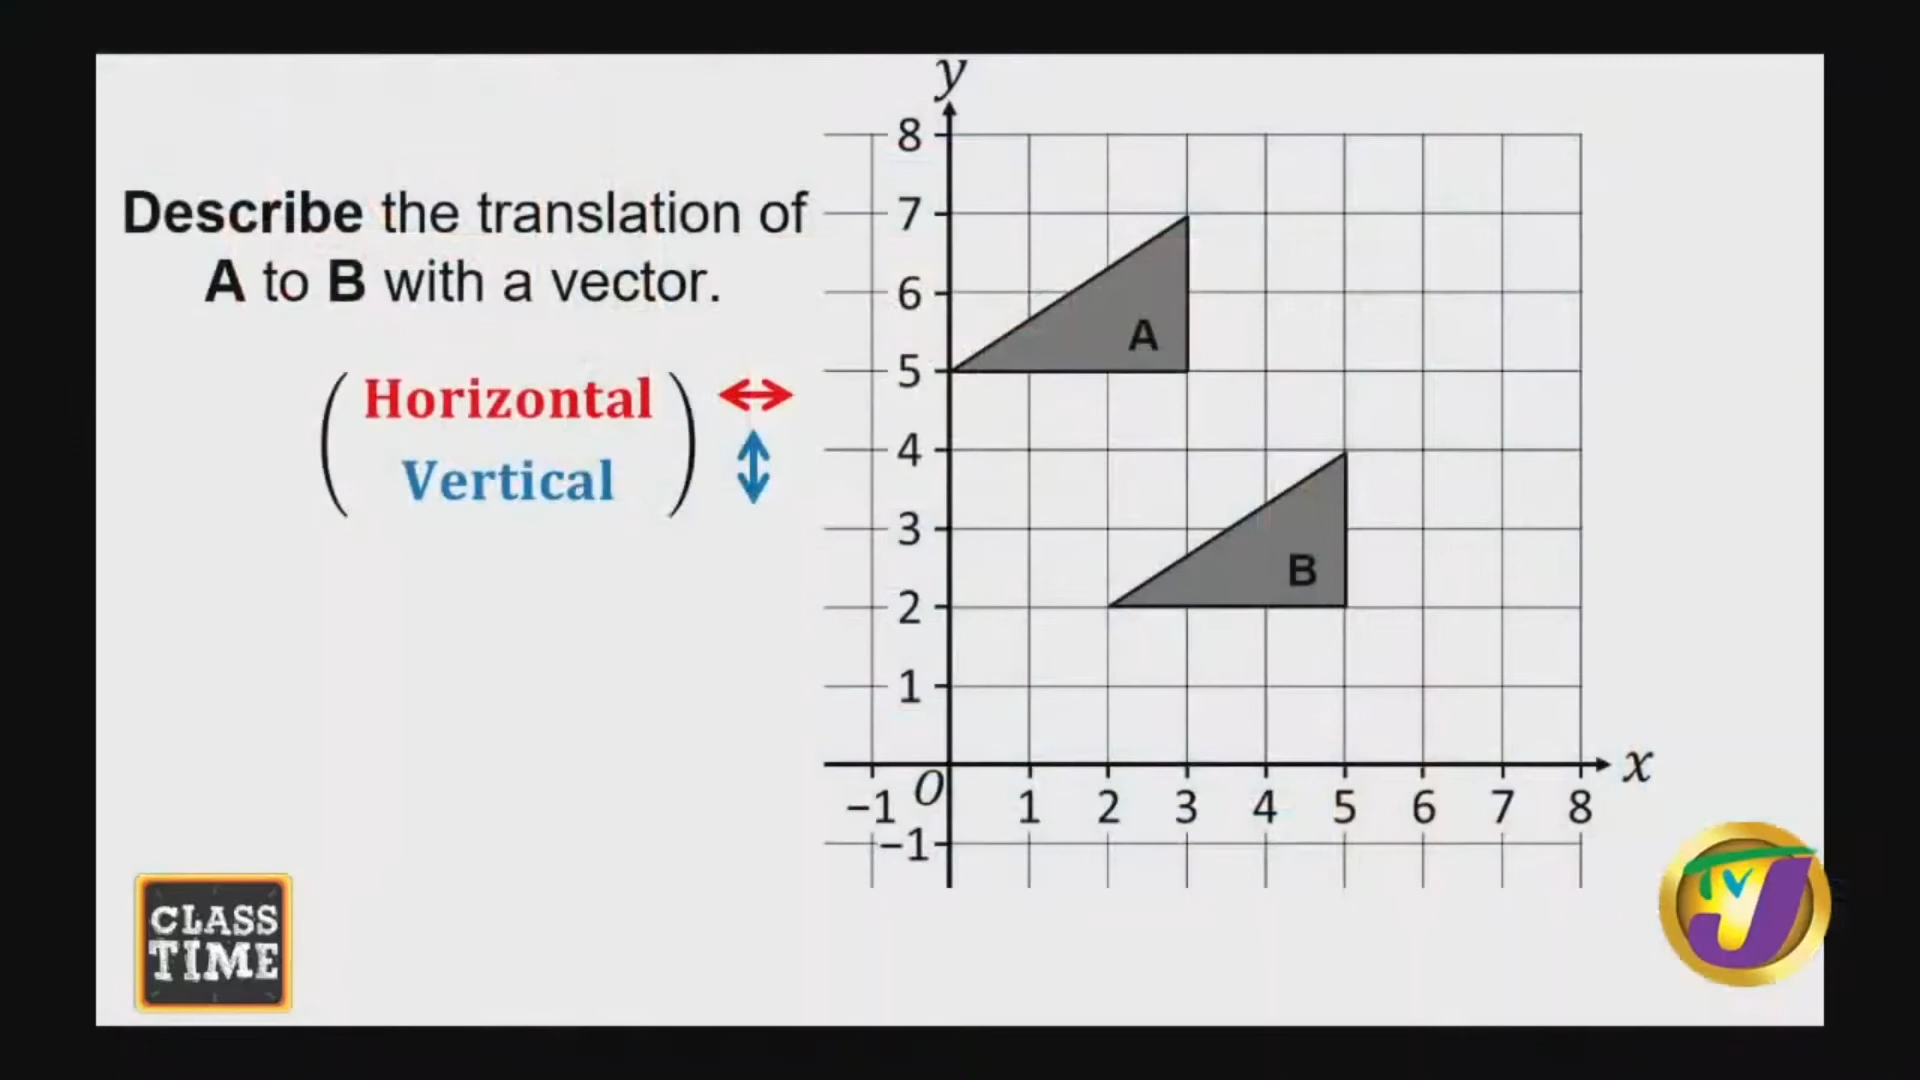 Describe the translation of
A to B with a vector.
Horizontal
Vertical
y
8
7
6
5
4
3
2
1
A
B
x
O
−1 1 2 3 4 5 6 7 8
−1
CLASS
TIME
TVJ